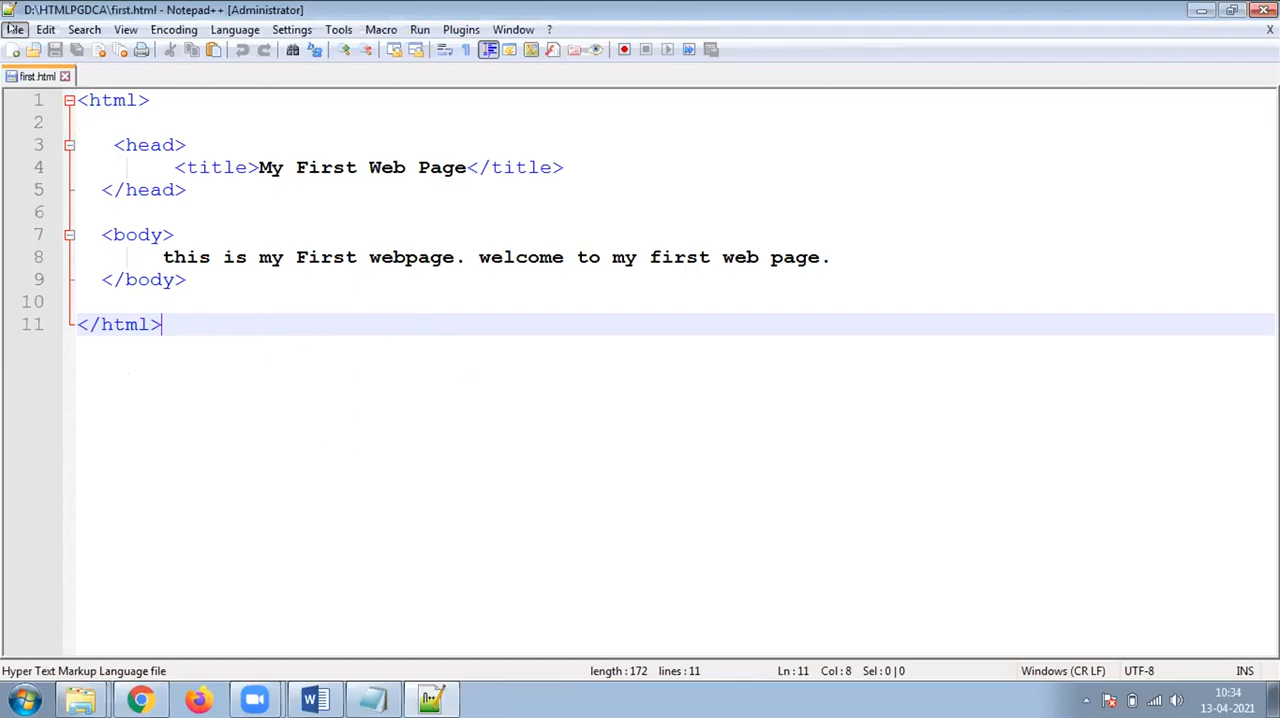 D:\HTMLPGDCA\first.html - Notepad++ [Administrator]
File Edit Search View Encoding Language Settings Tools Macro Run Plugins Window ? X
first.html
1 <html>
2
3 <head>
4 <title>My First Web Page</title>
5 </head>
6
7 <body>
8 this is my First webpage. welcome to my first web page.
9 </body>
10
11 </html>
Hyper Text Markup Language file length : 172 lines : 11 Ln : 11 Col : 8 Sel : 0 | 0 Windows (CR LF) UTF-8 INS
10:34
13-04-2021